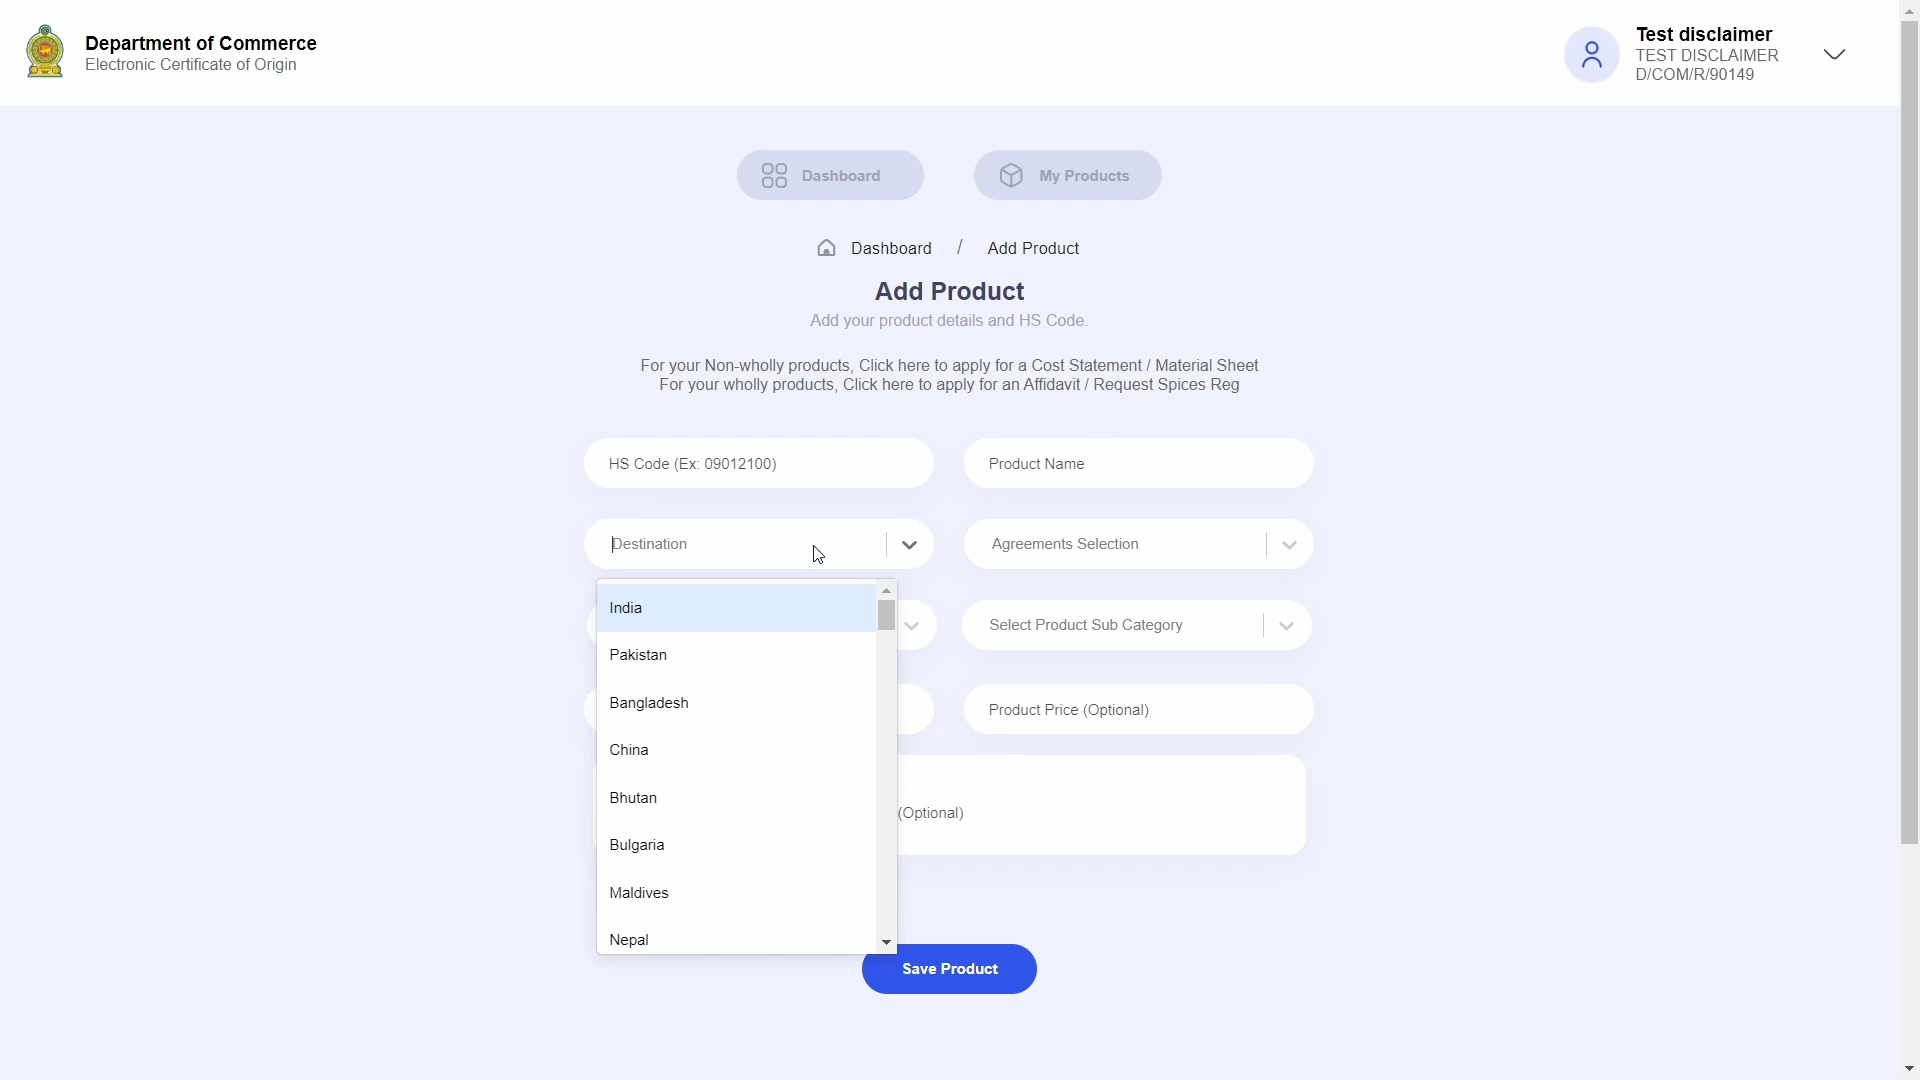 Department of Commerce
Electronic Certificate of Origin
Test disclaimer
TEST DISCLAIMER
D/COM/R/90149
Dashboard
My Products
Dashboard / Add Product
Add Product
Add your product details and HS Code.
For your Non-wholly products, Click here to apply for a Cost Statement / Material Sheet
For your wholly products, Click here to apply for an Affidavit / Request Spices Reg
HS Code (Ex: 09012100)
Product Name
Destination
Agreements Selection
India
Select Product Sub Category
Pakistan
Bangladesh
Product Price (Optional)
China
Bhutan
(Optional)
Bulgaria
Maldives
Nepal
Save Product